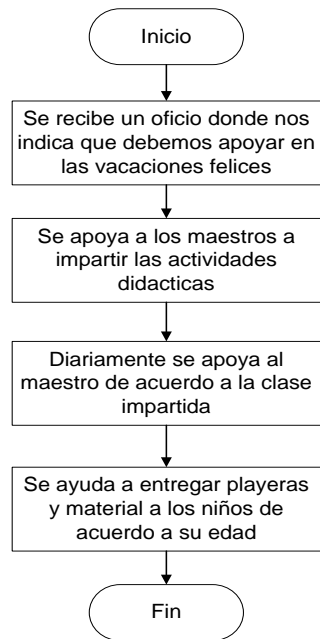 Inicio
Se recibe un oficio donde nos
indica que debemos apoyar en
las vacaciones felices
Se apoya a los maestros a
impartir las actividades
didacticas
Diariamente se apoya al
maestro de acuerdo a la clase
impartida
Se ayuda a entregar playeras
y material a los niños de
acuerdo a su edad
Fin